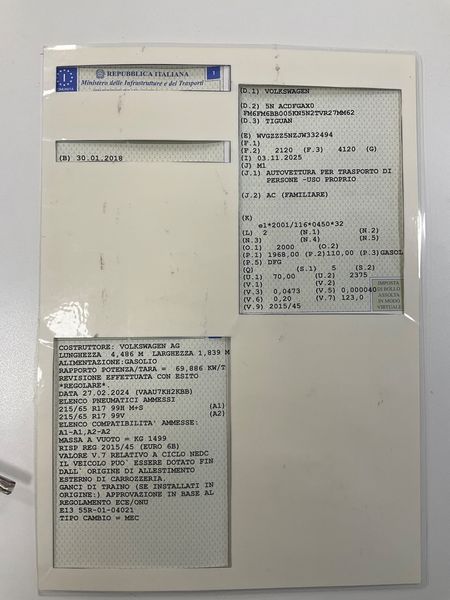 I
REPUBBLICA ITALIANA
1
Ministero delle Infrastrutture e dei Trasporti
(B) 30.01.2018
(D.1) VOLKSWAGEN
(D.2) 5N ACDFGAX0
FM6FM6BB005KN5N2TVR27MM62
(D.3) TIGUAN
(E) WVGZZZ5NZJW332494
(F.1)
(F.2) 2120 (F.3) 4120 (G)
(I) 03.11.2025
(J) M1
(J.1) AUTOVETTURA PER TRASPORTO DI
PERSONE -USO PROPRIO
(J.2) AC (FAMILIARE)
(K)
e1*2001/116*0450*32
(L) 2 (N.1) (N.2)
(N.3) (N.4) (N.5)
(O.1) 2000 (O.2)
(P.1) 1968,00 (P.2)110,00 (P.3)GASOL
(P.5) DFG
(Q) (S.1) 5 (S.2)
(U.1) 70,00 (U.2) 2375
(V.1) (V.2)
(V.3) 0,0473 (V.5) 0,000040
(V.6) 0,20 (V.7) 123,0
(V.9) 2015/45
IMPOSTA
DI BOLLO
ASSOLTA
IN MODO
VIRTUALE
COSTRUTTORE: VOLKSWAGEN AG
LUNGHEZZA 4,486 M LARGHEZZA 1,839 M
ALIMENTAZIONE:GASOLIO
RAPPORTO POTENZA/TARA = 69,886 KW/T
REVISIONE EFFETTUATA CON ESITO
*REGOLARE*.
DATA 27.02.2024 (VAAU7KH2KBB)
ELENCO PNEUMATICI AMMESSI
215/65 R17 99H M+S (A1)
215/65 R17 99V (A2)
ELENCO COMPATIBILITA' AMMESSE:
A1-A1,A2-A2
MASSA A VUOTO = KG 1499
RISP REG 2015/45 (EURO 6B)
VALORE V.7 RELATIVO A CICLO NEDC
IL VEICOLO PUO` ESSERE DOTATO FIN
DALL` ORIGINE DI ALLESTIMENTO
ESTERNO DI CARROZZERIA.
GANCI DI TRAINO (SE INSTALLATI IN
ORIGINE:) APPROVAZIONE IN BASE AL
REGOLAMENTO ECE/ONU
E13 55R-01-04021
TIPO CAMBIO = MEC